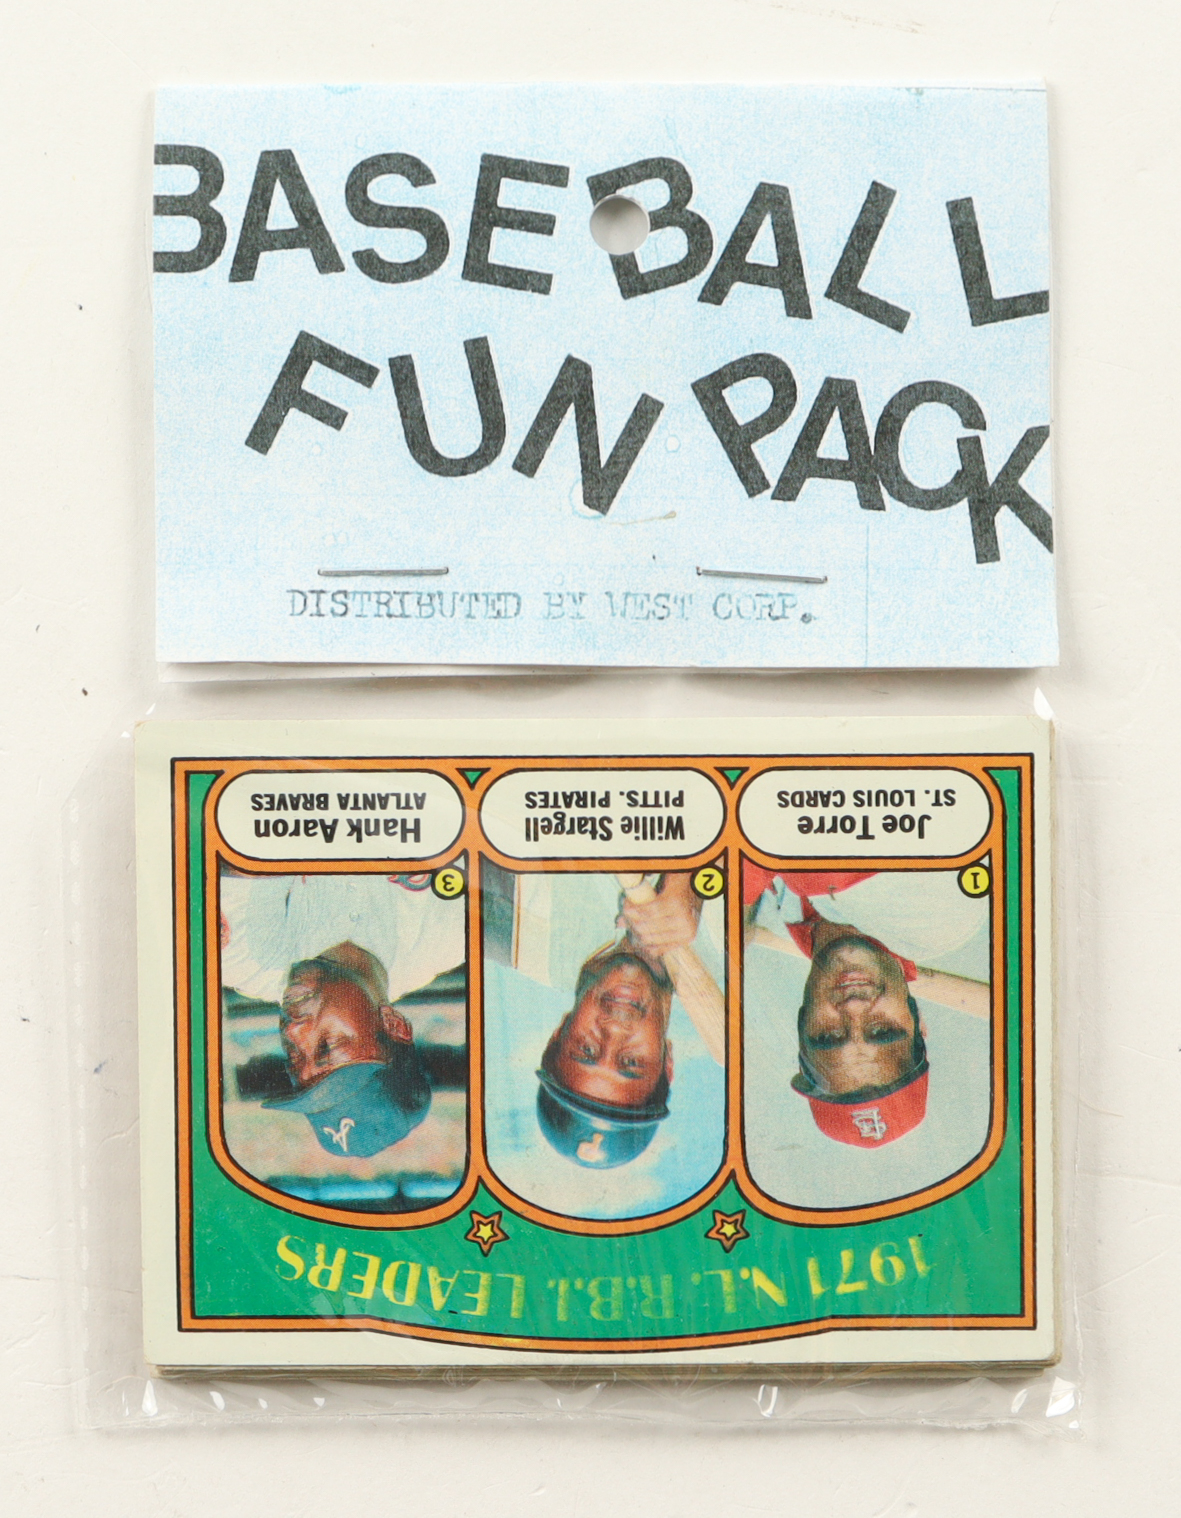 BASEBALL
FUN PACK
DISTRIBUTED BY WEST CORP.
1971 N.L. R.B.I. LEADERS
1
2
3
Joe Torre
ST. LOUIS CARDS
Willie Stargell
PITTS. PIRATES
Hank Aaron
ATLANTA BRAVES